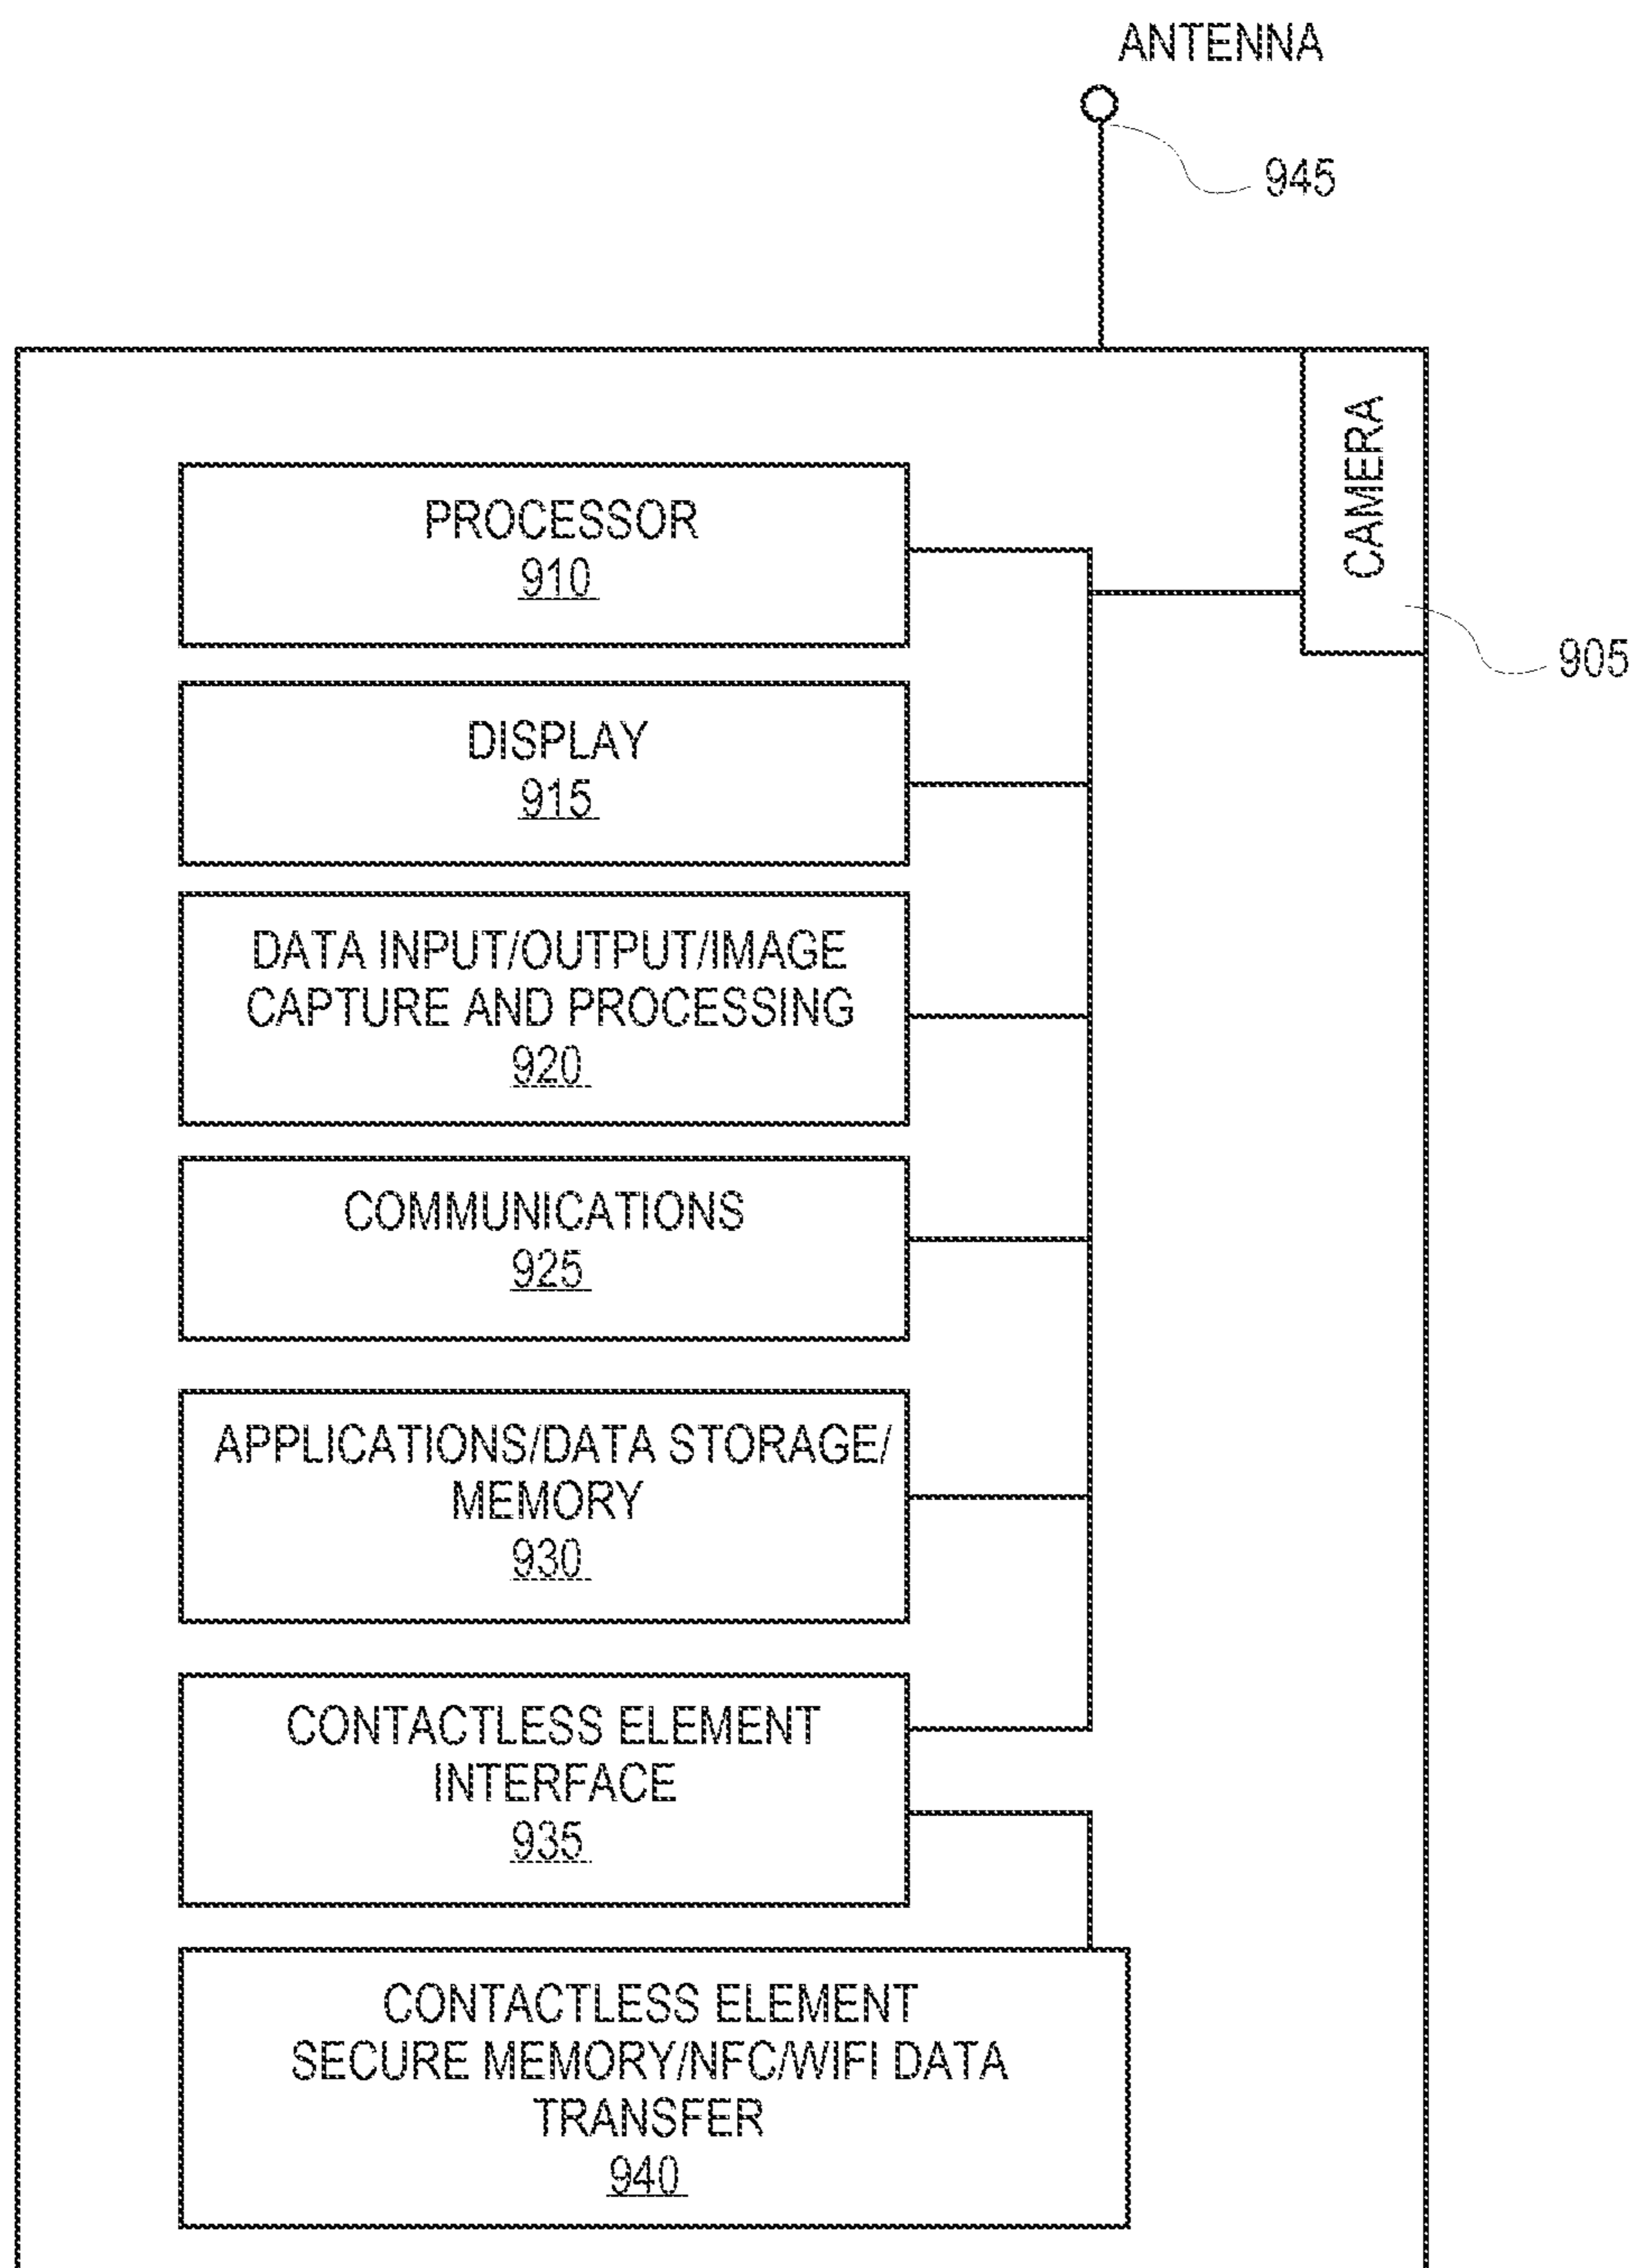 ANTENNA
945
CAMERA
905
PROCESSOR
910
DISPLAY
915
DATA INPUT/OUTPUT/IMAGE
CAPTURE AND PROCESSING
920
COMMUNICATIONS
925
APPLICATIONS/DATA STORAGE/
MEMORY
930
CONTACTLESS ELEMENT
INTERFACE
935
CONTACTLESS ELEMENT
SECURE MEMORY/NFC/WIFI DATA
TRANSFER
940